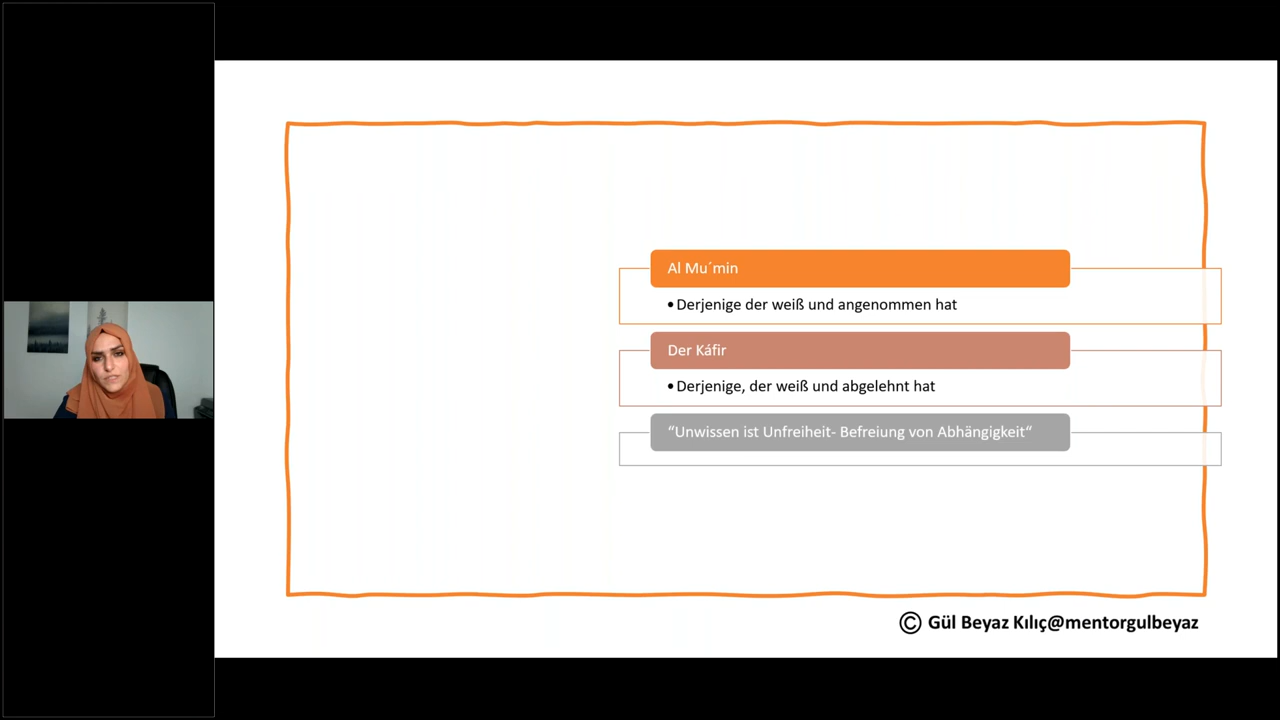 Al Mu´min
•Derjenige der weiß und angenommen hat
Der Káfir
•Derjenige, der weiß und abgelehnt hat
“Unwissen ist Unfreiheit- Befreiung von Abhängigkeit“
© Gül Beyaz Kılıç@mentorgulbeyaz